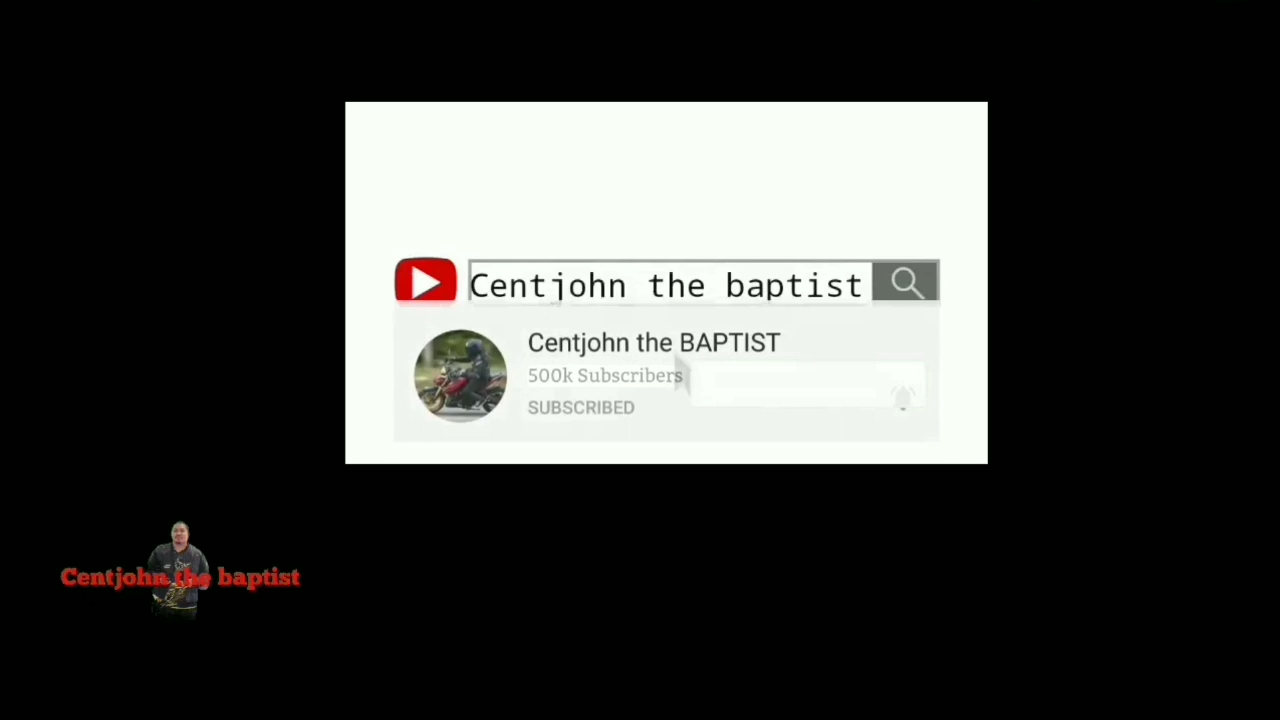 Centjohn the baptist
Centjohn the BAPTIST
500k Subscribers
SUBSCRIBED
Centjohn the baptist